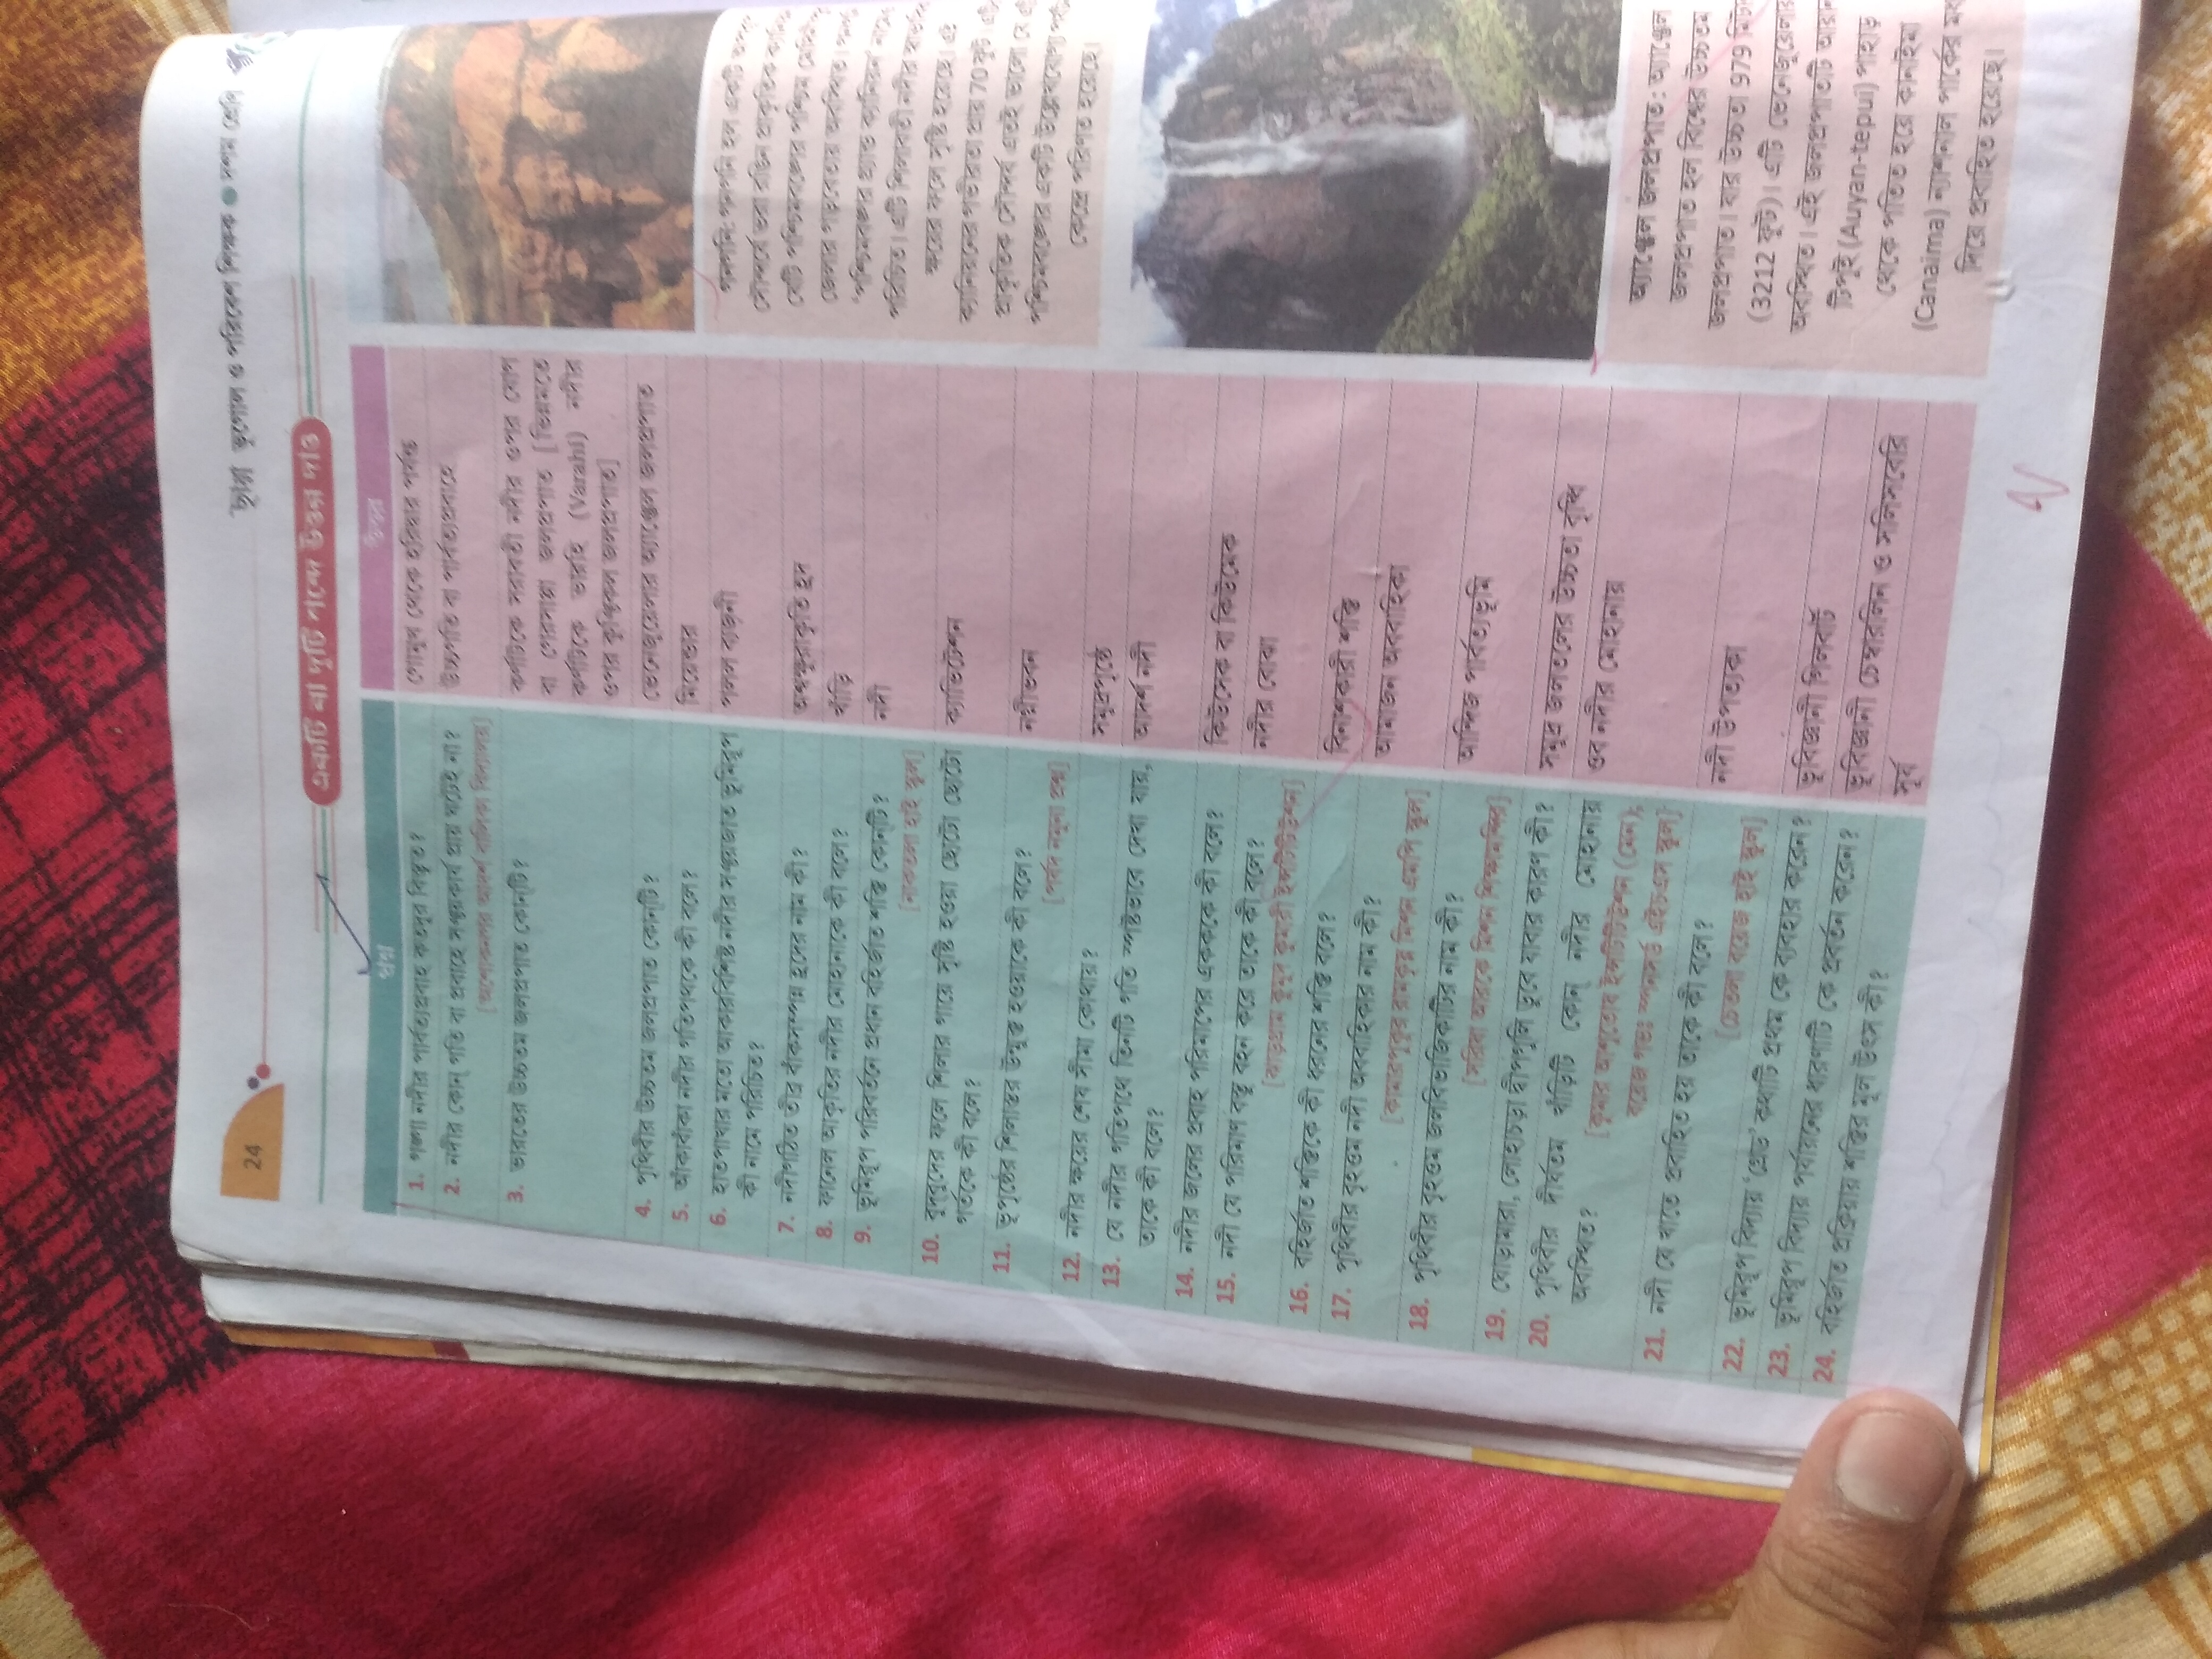 24
ছায়া ভূগোল ও পরিবেশ শিক্ষক ● দশম শ্রেণি
একটি বা দুটি শব্দে উত্তর দাও
প্রশ্ন
উত্তর
1. গঙ্গা নদীর পার্বত্যপ্রবাহ কতদূর বিস্তৃত?
গোমুখ থেকে হরিদ্বার পর্যন্ত
2. নদীর কোন্ গতি বা প্রবাহে সঞ্চয়কার্য প্রায় ঘটেই না?
[অশোকনগর আদর্শ বালিকা বিদ্যালয়]
উচ্চগতি বা পার্বত্যপ্রবাহে
3. ভারতের উচ্চতম জলপ্রপাত কোন্‌টি?
কর্ণাটকে সরাবতী নদীর ওপর যোগ
বা গেরসোপ্পা জলপ্রপাত [ভিন্নমতে
কর্ণাটকে ভারহি (Varahi) নদীর
ওপর কুঞ্চিকল জলপ্রপাত]
4. পৃথিবীর উচ্চতম জলপ্রপাত কোন্‌টি?
ভেনেজুয়েলার অ্যাঞ্জেল জলপ্রপাত
5. আঁকাবাঁকা নদীর গতিপথকে কী বলে?
মিয়েন্ডার
6. হাতপাখার মতো আকারবিশিষ্ট নদীর সঞ্চয়জাত ভূমিরূপ
কী নামে পরিচিত?
পলল ব্যজনী
7. নদীগঠিত তীব্র বাঁকসম্পন্ন হ্রদের নাম কী?
অশ্বক্ষুরাকৃতি হ্রদ
8. ফানেল আকৃতির নদীর মোহানাকে কী বলে?
খাঁড়ি
9. ভূমিরূপ পরিবর্তনে প্রধান বহির্জাত শক্তি কোন্‌টি?
[নাকতলা হাই স্কুল]
নদী
10. বুদ্‌বুদের ফলে শিলার গায়ে সৃষ্টি হওয়া ছোটো ছোটো
গর্তকে কী বলে?
ক্যাভিটেশন
11. ভূপৃষ্ঠের শিলাস্তর উন্মুক্ত হওয়াকে কী বলে?
[পর্ষদ নমুনা প্রশ্ন]
নগ্নীভবন
12. নদীর ক্ষয়ের শেষ সীমা কোথায়?
সমুদ্রপৃষ্ঠে
13. যে নদীর গতিপথে তিনটি গতি স্পষ্টভাবে দেখা যায়,
তাকে কী বলে?
আদর্শ নদী
14. নদীর জলের প্রবাহ পরিমাপের একককে কী বলে?
কিউসেক বা কিউমেক
15. নদী যে পরিমাণ বস্তু বহন করে তাকে কী বলে?
[ঝাড়গ্রাম কুমুদ কুমারী ইন্সটিটিউশন]
নদীর বোঝা
16. বহির্জাত শক্তিকে কী ধরনের শক্তি বলে?
বিনাশকারী শক্তি
17. পৃথিবীর বৃহত্তম নদী অববাহিকার নাম কী?
[কামারপুকুর রামকৃষ্ণ মিশন এমপি স্কুল]
আমাজন অববাহিকা
18. পৃথিবীর বৃহত্তম জলবিভাজিকাটির নাম কী?
[সরিষা আরকে মিশন শিক্ষামন্দির]
আন্দিজ পার্বত্যভূমি
19. ঘোড়ামারা, লোহাচড়া দ্বীপগুলি ডুবে যাবার কারণ কী?
সমুদ্র জলতলের উচ্চতা বৃদ্ধি
20. পৃথিবীর দীর্ঘতম খাঁড়িটি কোন্ নদীর মোহানায়
অবস্থিত? [কুমার আশুতোষ ইন্সটিটিউশন (মেন);
বয়েজ গভঃ স্পনসর্ড এইচএস স্কুল]
ওব নদীর মোহানায়
21. নদী যে খাতে প্রবাহিত হয় তাকে কী বলে?
[চেতলা বয়েজ হাই স্কুল]
নদী উপত্যকা
22. ভূমিরূপ বিদ্যায় ‘গ্রেড’ কথাটি প্রথম কে ব্যবহার করেন?
ভূবিজ্ঞানী গিলবার্ট
23. ভূমিরূপ বিদ্যায় পর্যায়নের ধারণাটি কে প্রবর্তন করেন?
ভূবিজ্ঞানী চেম্বারলিন ও সলিসবেরি
24. বহির্জাত প্রক্রিয়ায় শক্তির মূল উৎস কী?
সূর্য
গনগনি: গনগনি হল একটি
সৌন্দর্যে ভরা রঙিন প্রাকৃতিক
যেটি পশ্চিমবঙ্গের পশ্চিম
জেলার গড়বেতায় অবস্থিত।
‘পশ্চিমবঙ্গের গ্র্যান্ড ক্যানিয়ন’ নামে
পরিচিত। এটি শিলাবতী নদীর
ক্ষয়ের ফলে সৃষ্টি হয়েছে। এই
ক্যানিয়নের গভীরতা প্রায় 70 ফুট।
প্রাকৃতিক সৌন্দর্য এতই ভালো যে
পশ্চিমবঙ্গের একটি উল্লেখযোগ্য
কেন্দ্রে পরিণত হয়েছে।
অ্যাঞ্জেল জলপ্রপাত: অ্যাঞ্জেল
জলপ্রপাত হল বিশ্বের উচ্চতম
জলপ্রপাত। যার উচ্চতা 979 মিটার
(3212 ফুট)। এটি ভেনেজুয়েলার
অবস্থিত। এই জলপ্রপাতটি
টিপুই (Auyan-tepui) পাহাড়
থেকে পতিত হয়ে কানাইমা
(Canaima) ন্যাশনাল পার্কের
দিয়ে প্রবাহিত হয়েছে।